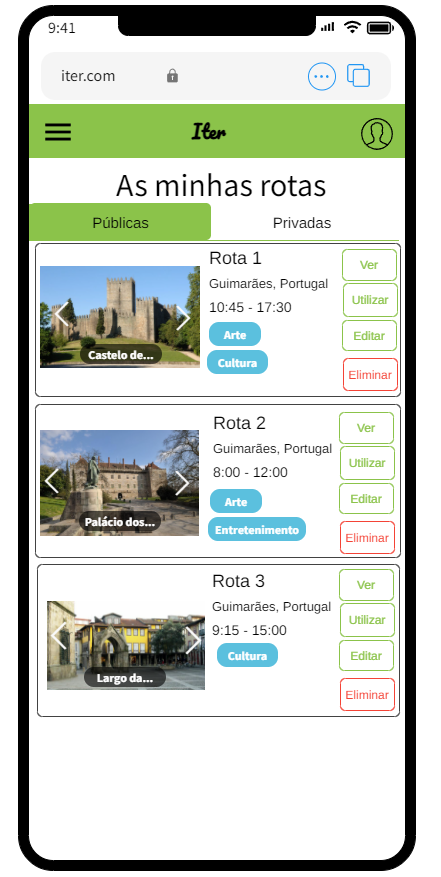 9:41
iter.com
Iter
As minhas rotas
Públicas
Privadas
Rota 1
Guimarães, Portugal
10:45 - 17:30
Arte
Cultura
Castelo de...
Ver
Utilizar
Editar
Eliminar
Rota 2
Guimarães, Portugal
8:00 - 12:00
Arte
Entretenimento
Palácio dos...
Ver
Utilizar
Editar
Eliminar
Rota 3
Guimarães, Portugal
9:15 - 15:00
Cultura
Largo da...
Ver
Utilizar
Editar
Eliminar